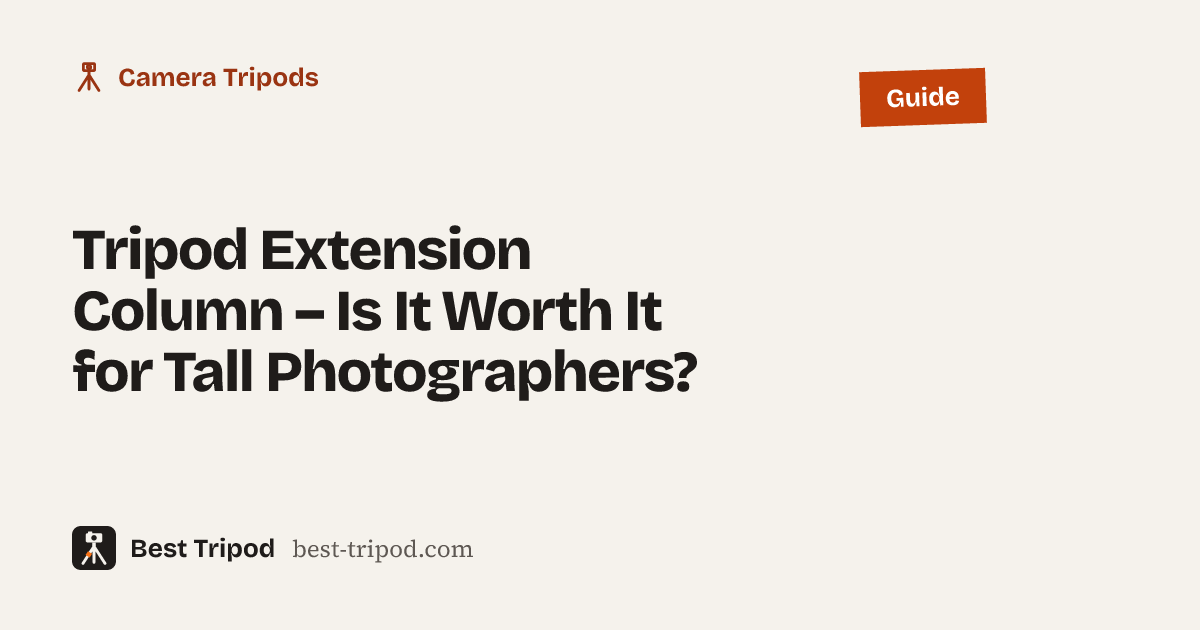 Camera Tripods
Guide
Tripod Extension
Column – Is It Worth It
for Tall Photographers?
Best Tripod best-tripod.com